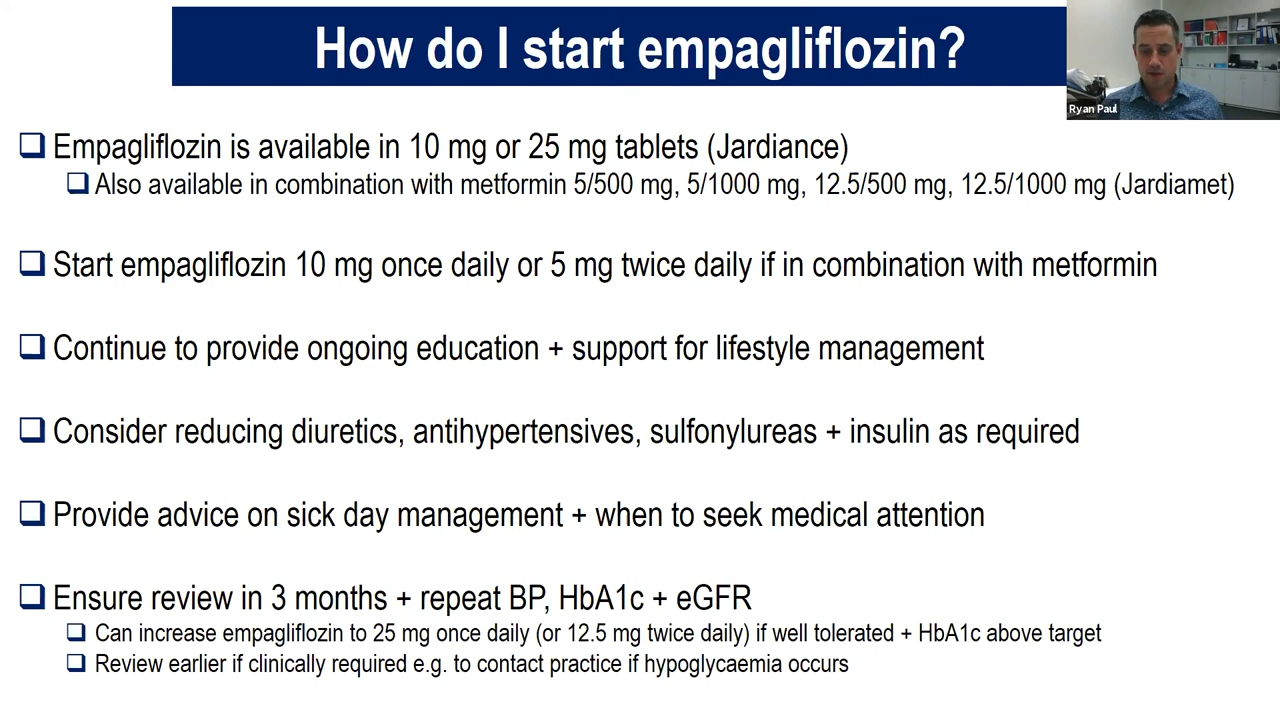 How do I start empagliflozin?
Ryan Paul
Empagliflozin is available in 10 mg or 25 mg tablets (Jardiance)
Also available in combination with metformin 5/500 mg, 5/1000 mg, 12.5/500 mg, 12.5/1000 mg (Jardiamet)
Start empagliflozin 10 mg once daily or 5 mg twice daily if in combination with metformin
Continue to provide ongoing education + support for lifestyle management
Consider reducing diuretics, antihypertensives, sulfonylureas + insulin as required
Provide advice on sick day management + when to seek medical attention
Ensure review in 3 months + repeat BP, HbA1c + eGFR
Can increase empagliflozin to 25 mg once daily (or 12.5 mg twice daily) if well tolerated + HbA1c above target
Review earlier if clinically required e.g. to contact practice if hypoglycaemia occurs